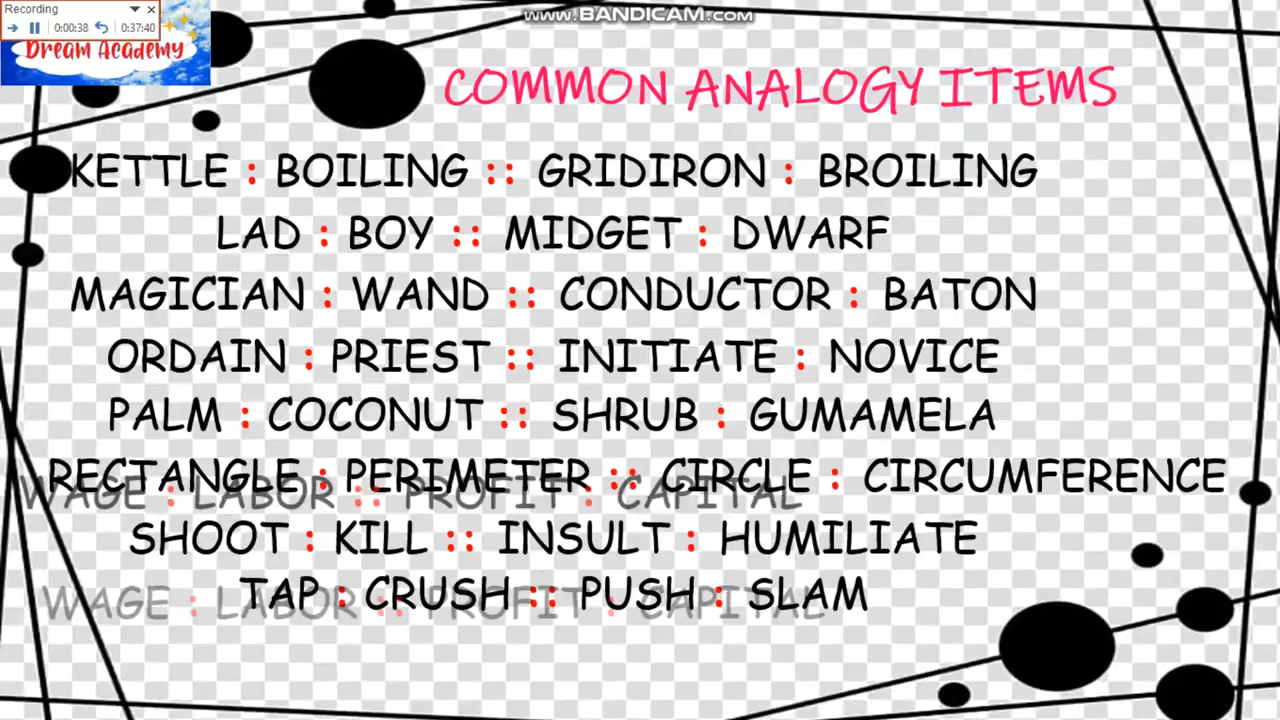 Recording
0:00:38 0:37:40
Dream Academy
www.BANDICAM.com
COMMON ANALOGY ITEMS
KETTLE : BOILING :: GRIDIRON : BROILING
LAD : BOY :: MIDGET : DWARF
MAGICIAN : WAND :: CONDUCTOR : BATON
ORDAIN : PRIEST :: INITIATE : NOVICE
PALM : COCONUT :: SHRUB : GUMAMELA
RECTANGLE : PERIMETER :: CIRCLE : CIRCUMFERENCE
WAGE : LABOR :: PROFIT : CAPITAL
SHOOT : KILL :: INSULT : HUMILIATE
TAP : CRUSH :: PUSH : SLAM
WAGE : LABOR :: PROFIT : CAPITAL